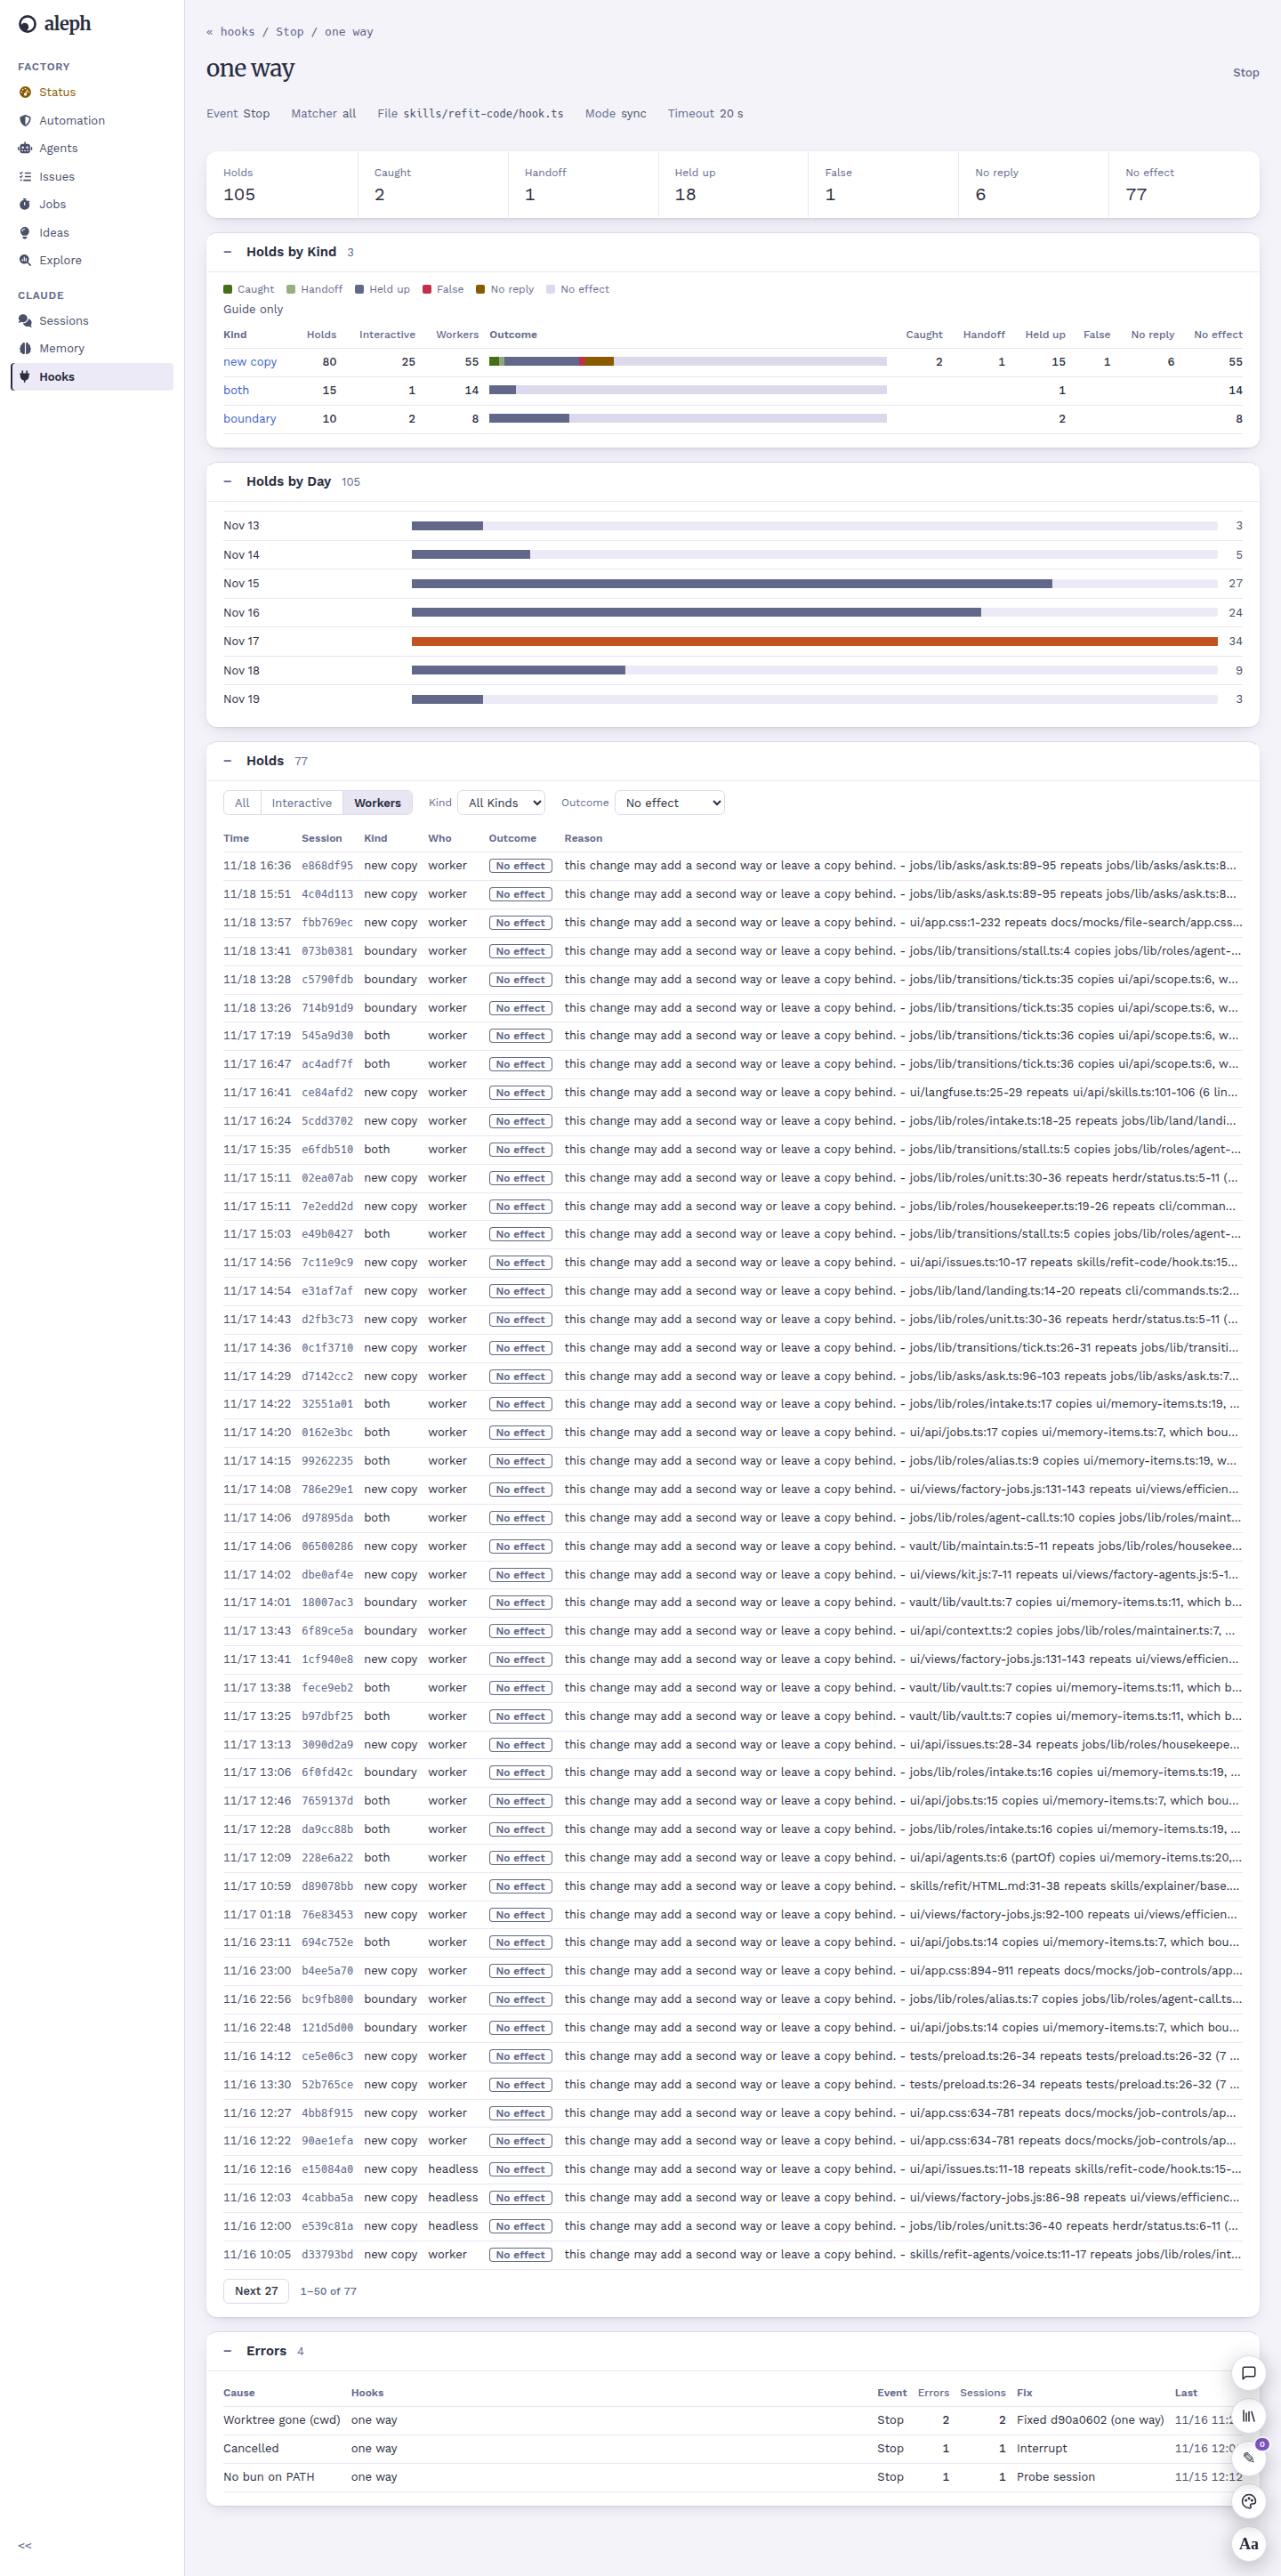 aleph
FACTORY
Status
Automation
Agents
Issues
Jobs
Ideas
Explore
CLAUDE
Sessions
Memory
Hooks
<<
« hooks / Stop / one way
one way
Stop
Event Stop Matcher all File skills/refit-code/hook.ts Mode sync Timeout 20 s
Holds Caught Handoff Held up False No reply No effect
105 2 1 18 1 6 77
− Holds by Kind 3
Caught Handoff Held up False No reply No effect
Guide only
Kind Holds Interactive Workers Outcome Caught Handoff Held up False No reply No effect
new copy 80 25 55 2 1 15 1 6 55
both 15 1 14 1 14
boundary 10 2 8 2 8
− Holds by Day 105
Nov 13 3
Nov 14 5
Nov 15 27
Nov 16 24
Nov 17 34
Nov 18 9
Nov 19 3
− Holds 77
All Interactive Workers Kind All Kinds Outcome No effect
Time Session Kind Who Outcome Reason
11/18 16:36 e868df95 new copy worker No effect this change may add a second way or leave a copy behind. - jobs/lib/asks/ask.ts:89-95 repeats jobs/lib/asks/ask.ts:8...
11/18 15:51 4c04d113 new copy worker No effect this change may add a second way or leave a copy behind. - jobs/lib/asks/ask.ts:89-95 repeats jobs/lib/asks/ask.ts:8...
11/18 13:57 fbb769ec new copy worker No effect this change may add a second way or leave a copy behind. - ui/app.css:1-232 repeats docs/mocks/file-search/app.css...
11/18 13:41 073b0381 boundary worker No effect this change may add a second way or leave a copy behind. - jobs/lib/transitions/stall.ts:4 copies jobs/lib/roles/agent-...
11/18 13:28 c5790fdb boundary worker No effect this change may add a second way or leave a copy behind. - jobs/lib/transitions/tick.ts:35 copies ui/api/scope.ts:6, w...
11/18 13:26 714b91d9 boundary worker No effect this change may add a second way or leave a copy behind. - jobs/lib/transitions/tick.ts:35 copies ui/api/scope.ts:6, w...
11/17 17:19 545a9d30 both worker No effect this change may add a second way or leave a copy behind. - jobs/lib/transitions/tick.ts:36 copies ui/api/scope.ts:6, w...
11/17 16:47 ac4adf7f both worker No effect this change may add a second way or leave a copy behind. - jobs/lib/transitions/tick.ts:36 copies ui/api/scope.ts:6, w...
11/17 16:41 ce84afd2 new copy worker No effect this change may add a second way or leave a copy behind. - ui/langfuse.ts:25-29 repeats ui/api/skills.ts:101-106 (6 lin...
11/17 16:24 5cdd3702 new copy worker No effect this change may add a second way or leave a copy behind. - jobs/lib/roles/intake.ts:18-25 repeats jobs/lib/land/landi...
11/17 15:35 e6fdb510 both worker No effect this change may add a second way or leave a copy behind. - jobs/lib/transitions/stall.ts:5 copies jobs/lib/roles/agent-...
11/17 15:11 02ea07ab new copy worker No effect this change may add a second way or leave a copy behind. - jobs/lib/roles/unit.ts:30-36 repeats herdr/status.ts:5-11 (...
11/17 15:11 7e2edd2d new copy worker No effect this change may add a second way or leave a copy behind. - jobs/lib/roles/housekeeper.ts:19-26 repeats cli/comman...
11/17 15:03 e49b0427 both worker No effect this change may add a second way or leave a copy behind. - jobs/lib/transitions/stall.ts:5 copies jobs/lib/roles/agent-...
11/17 14:56 7c11e9c9 new copy worker No effect this change may add a second way or leave a copy behind. - ui/api/issues.ts:10-17 repeats skills/refit-code/hook.ts:15...
11/17 14:54 e31af7af new copy worker No effect this change may add a second way or leave a copy behind. - jobs/lib/land/landing.ts:14-20 repeats cli/commands.ts:2...
11/17 14:43 d2fb3c73 new copy worker No effect this change may add a second way or leave a copy behind. - jobs/lib/roles/unit.ts:30-36 repeats herdr/status.ts:5-11 (...
11/17 14:36 0c1f3710 new copy worker No effect this change may add a second way or leave a copy behind. - jobs/lib/transitions/tick.ts:26-31 repeats jobs/lib/transiti...
11/17 14:29 d7142cc2 new copy worker No effect this change may add a second way or leave a copy behind. - jobs/lib/asks/ask.ts:96-103 repeats jobs/lib/asks/ask.ts:7...
11/17 14:22 32551a01 both worker No effect this change may add a second way or leave a copy behind. - jobs/lib/roles/intake.ts:17 copies ui/memory-items.ts:19, ...
11/17 14:20 0162e3bc both worker No effect this change may add a second way or leave a copy behind. - ui/api/jobs.ts:17 copies ui/memory-items.ts:7, which bou...
11/17 14:15 99262235 both worker No effect this change may add a second way or leave a copy behind. - jobs/lib/roles/alias.ts:9 copies ui/memory-items.ts:19, w...
11/17 14:08 786e29e1 new copy worker No effect this change may add a second way or leave a copy behind. - ui/views/factory-jobs.js:131-143 repeats ui/views/efficien...
11/17 14:06 d97895da both worker No effect this change may add a second way or leave a copy behind. - jobs/lib/roles/agent-call.ts:10 copies jobs/lib/roles/maint...
11/17 14:06 06500286 new copy worker No effect this change may add a second way or leave a copy behind. - vault/lib/maintain.ts:5-11 repeats jobs/lib/roles/housekee...
11/17 14:02 dbe0af4e new copy worker No effect this change may add a second way or leave a copy behind. - ui/views/kit.js:7-11 repeats ui/views/factory-agents.js:5-1...
11/17 14:01 18007ac3 boundary worker No effect this change may add a second way or leave a copy behind. - vault/lib/vault.ts:7 copies ui/memory-items.ts:11, which b...
11/17 13:43 6f89ce5a boundary worker No effect this change may add a second way or leave a copy behind. - ui/api/context.ts:2 copies jobs/lib/roles/maintainer.ts:7, ...
11/17 13:41 1cf940e8 new copy worker No effect this change may add a second way or leave a copy behind. - ui/views/factory-jobs.js:131-143 repeats ui/views/efficien...
11/17 13:38 fece9eb2 both worker No effect this change may add a second way or leave a copy behind. - vault/lib/vault.ts:7 copies ui/memory-items.ts:11, which b...
11/17 13:25 b97dbf25 both worker No effect this change may add a second way or leave a copy behind. - vault/lib/vault.ts:7 copies ui/memory-items.ts:11, which b...
11/17 13:13 3090d2a9 new copy worker No effect this change may add a second way or leave a copy behind. - ui/api/issues.ts:28-34 repeats jobs/lib/roles/housekeepe...
11/17 13:06 6f0fd42c boundary worker No effect this change may add a second way or leave a copy behind. - jobs/lib/roles/intake.ts:16 copies ui/memory-items.ts:19, ...
11/17 12:46 7659137d both worker No effect this change may add a second way or leave a copy behind. - ui/api/jobs.ts:15 copies ui/memory-items.ts:7, which bou...
11/17 12:28 da9cc88b both worker No effect this change may add a second way or leave a copy behind. - jobs/lib/roles/intake.ts:16 copies ui/memory-items.ts:19, ...
11/17 12:09 228e6a22 both worker No effect this change may add a second way or leave a copy behind. - ui/api/agents.ts:6 (partOf) copies ui/memory-items.ts:20,...
11/17 10:59 d89078bb new copy worker No effect this change may add a second way or leave a copy behind. - skills/refit/HTML.md:31-38 repeats skills/explainer/base....
11/17 01:18 76e83453 new copy worker No effect this change may add a second way or leave a copy behind. - ui/views/factory-jobs.js:92-100 repeats ui/views/efficien...
11/16 23:11 694c752e both worker No effect this change may add a second way or leave a copy behind. - ui/api/jobs.ts:14 copies ui/memory-items.ts:7, which bou...
11/16 23:00 b4ee5a70 new copy worker No effect this change may add a second way or leave a copy behind. - ui/app.css:894-911 repeats docs/mocks/job-controls/app...
11/16 22:56 bc9fb800 boundary worker No effect this change may add a second way or leave a copy behind. - jobs/lib/roles/alias.ts:7 copies jobs/lib/roles/agent-call.ts...
11/16 22:48 121d5d00 boundary worker No effect this change may add a second way or leave a copy behind. - ui/api/jobs.ts:14 copies ui/memory-items.ts:7, which bou...
11/16 14:12 ce5e06c3 new copy worker No effect this change may add a second way or leave a copy behind. - tests/preload.ts:26-34 repeats tests/preload.ts:26-32 (7 ...
11/16 13:30 52b765ce new copy worker No effect this change may add a second way or leave a copy behind. - tests/preload.ts:26-34 repeats tests/preload.ts:26-32 (7 ...
11/16 12:27 4bb8f915 new copy worker No effect this change may add a second way or leave a copy behind. - ui/app.css:634-781 repeats docs/mocks/job-controls/ap...
11/16 12:22 90ae1efa new copy worker No effect this change may add a second way or leave a copy behind. - ui/app.css:634-781 repeats docs/mocks/job-controls/ap...
11/16 12:16 e15084a0 new copy headless No effect this change may add a second way or leave a copy behind. - ui/api/issues.ts:11-18 repeats skills/refit-code/hook.ts:15-...
11/16 12:03 4cabba5a new copy headless No effect this change may add a second way or leave a copy behind. - ui/views/factory-jobs.js:86-98 repeats ui/views/efficienc...
11/16 12:00 e539c81a new copy headless No effect this change may add a second way or leave a copy behind. - jobs/lib/roles/unit.ts:36-40 repeats herdr/status.ts:6-11 (...
11/16 10:05 d33793bd new copy worker No effect this change may add a second way or leave a copy behind. - skills/refit-agents/voice.ts:11-17 repeats jobs/lib/roles/int...
Next 27 1–50 of 77
− Errors 4
Cause Hooks Event Errors Sessions Fix Last
Worktree gone (cwd) one way Stop 2 2 Fixed d90a0602 (one way) 11/16
Cancelled one way Stop 1 1 Interrupt 11/16
No bun on PATH one way Stop 1 1 Probe session 11/15 12:12
0
Aa